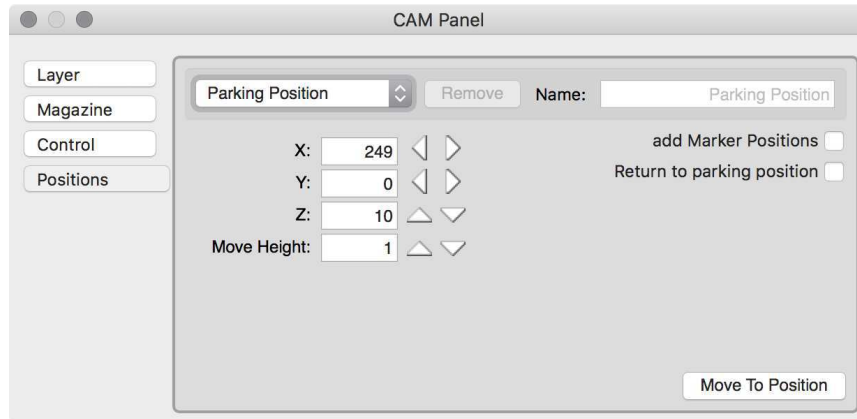 CAM Panel
Layer
Magazine
Control
Positions
Parking Position Remove Name: Parking Position
X: 249
Y: 0
Z: 10
Move Height: 1
add Marker Positions
Return to parking position
Move To Position